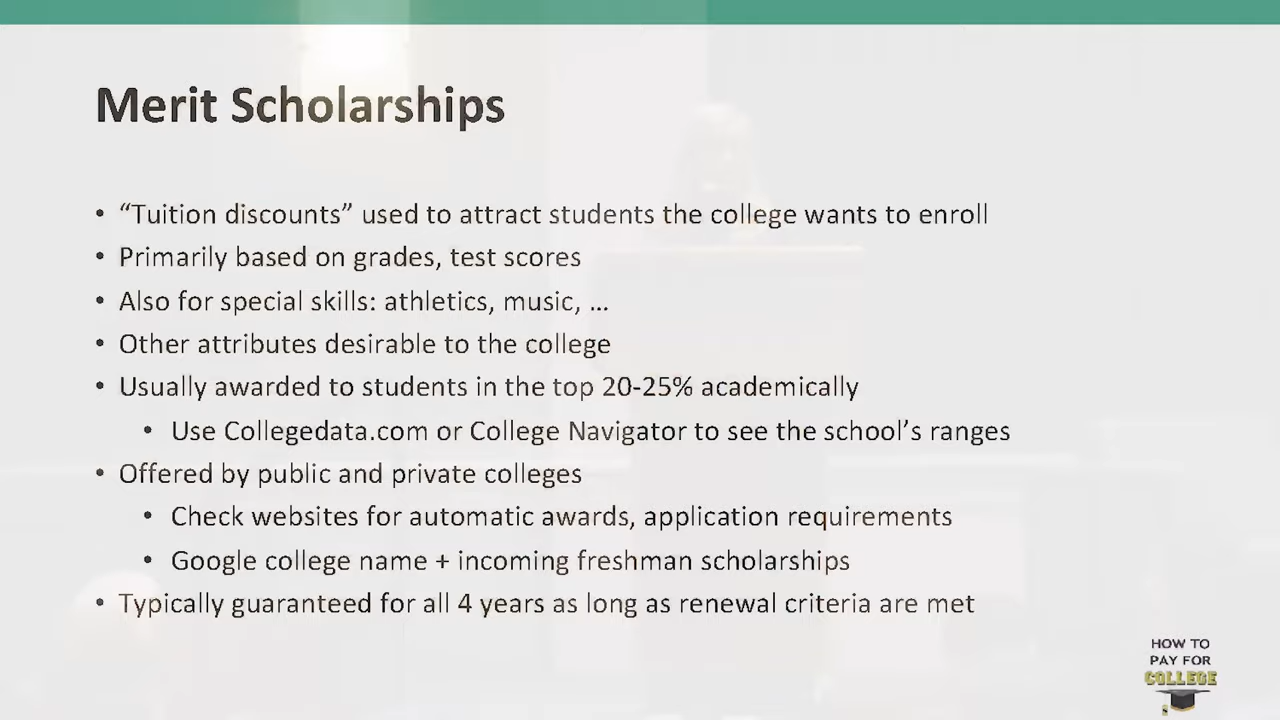 Merit Scholarships
• “Tuition discounts” used to attract students the college wants to enroll
• Primarily based on grades, test scores
• Also for special skills: athletics, music, …
• Other attributes desirable to the college
• Usually awarded to students in the top 20-25% academically
• Use Collegedata.com or College Navigator to see the school’s ranges
• Offered by public and private colleges
• Check websites for automatic awards, application requirements
• Google college name + incoming freshman scholarships
• Typically guaranteed for all 4 years as long as renewal criteria are met
HOW TO
PAY FOR
COLLEGE